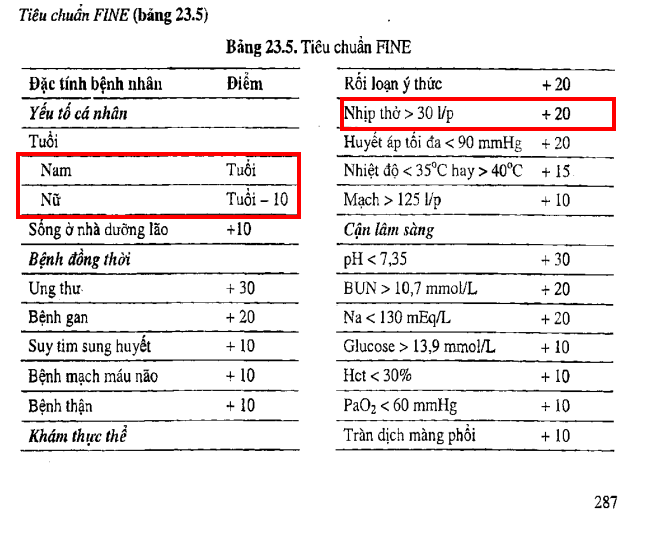 Tiêu chuẩn FINE (bảng 23.5)
Bảng 23.5. Tiêu chuẩn FINE
Đặc tính bệnh nhân Điểm
Yếu tố cá nhân
Tuổi
Nam Tuổi
Nữ Tuổi – 10
Sống ở nhà dưỡng lão +10
Bệnh đồng thời
Ung thư + 30
Bệnh gan + 20
Suy tim sung huyết + 10
Bệnh mạch máu não + 10
Bệnh thận + 10
Khám thực thể
Rối loạn ý thức + 20
Nhịp thở > 30 l/p + 20
Huyết áp tối đa < 90 mmHg + 20
Nhiệt độ < 35°C hay > 40°C + 15
Mạch > 125 l/p + 10
Cận lâm sàng
pH < 7,35 + 30
BUN > 10,7 mmol/L + 20
Na < 130 mEq/L + 20
Glucose > 13,9 mmol/L + 10
Hct < 30% + 10
PaO₂ < 60 mmHg + 10
Tràn dịch màng phổi + 10
287